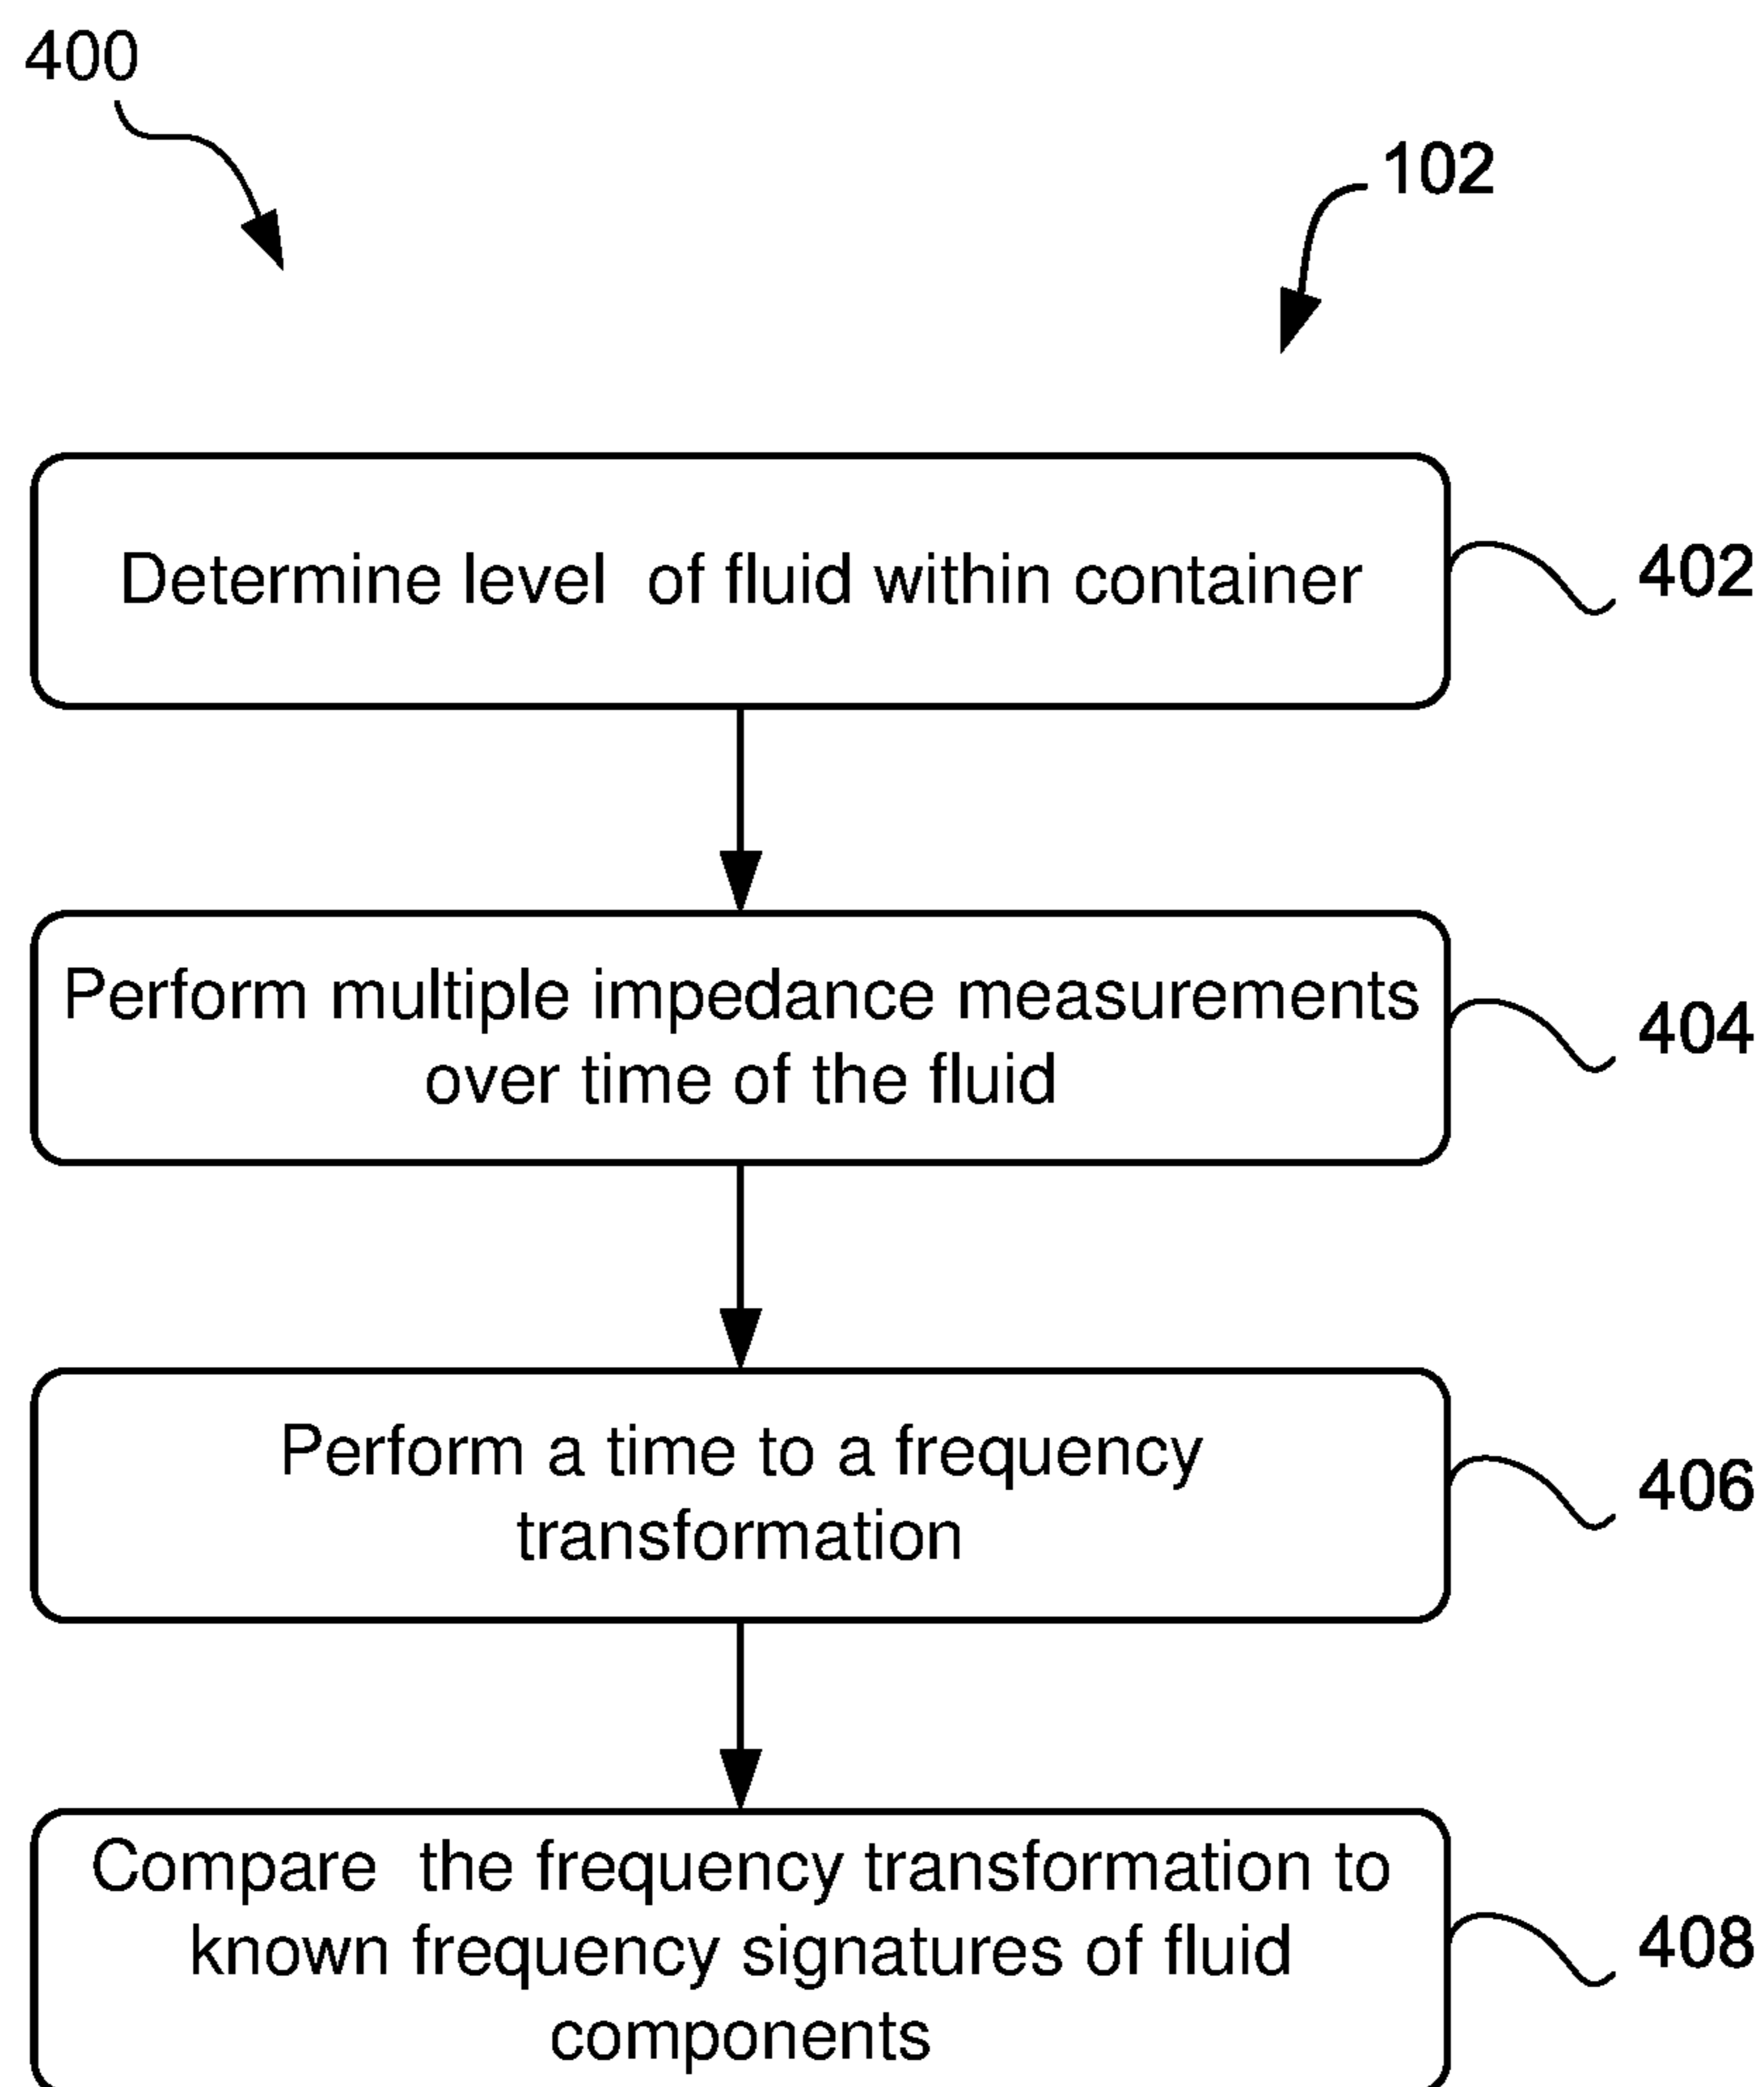 400
102
Determine level of fluid within container
402
Perform multiple impedance measurements
over time of the fluid
404
Perform a time to a frequency
transformation
406
Compare the frequency transformation to
known frequency signatures of fluid
components
408